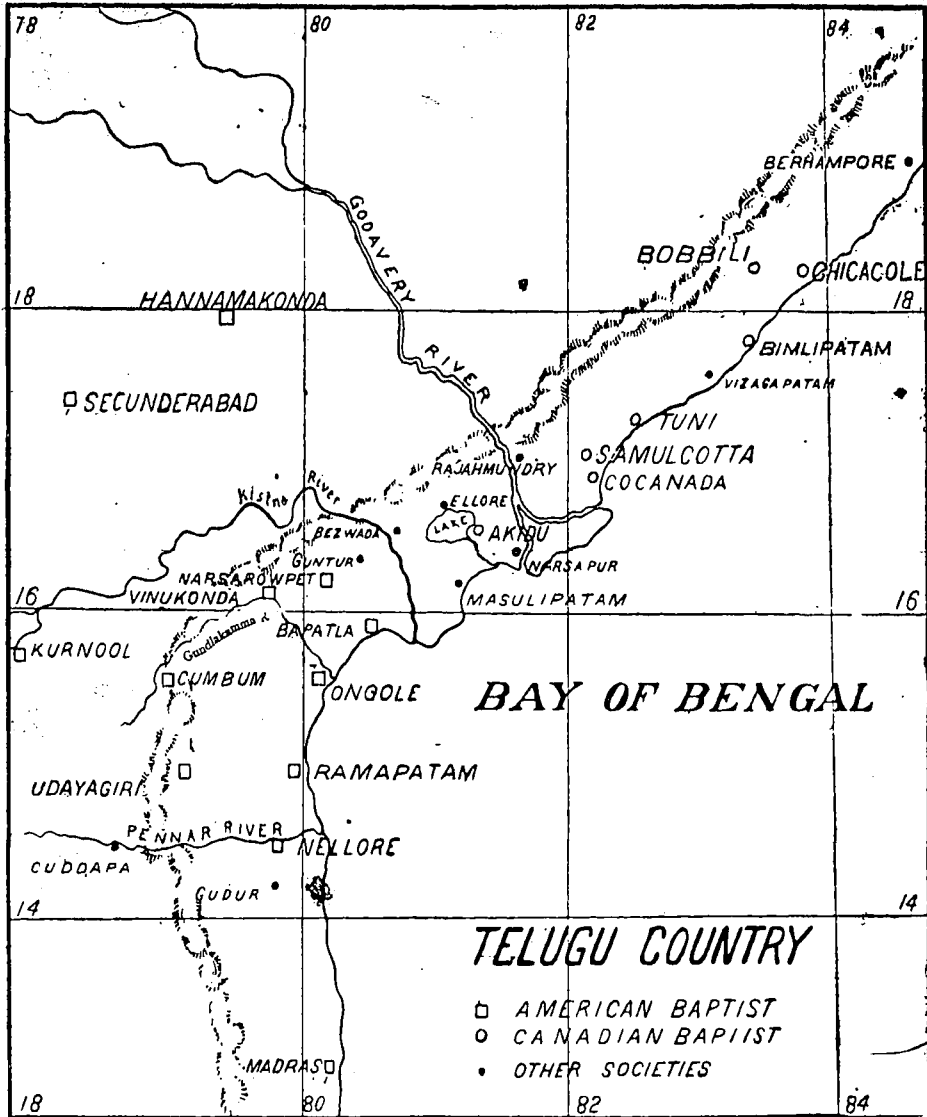 78 80 82 84
BERHAMPORE
GODAVERY RIVER
BOBBILI
CHICACOLE
18 18
HANNAMAKONDA
BIMLIPATAM
VIZAGAPATAM
SECUNDERABAD
TUNI
SAMULCOTTA
RAJAHMUNDRY
COCANADA
Kistna River
ELLORE
LAKE
AKIDU
BEZWADA
GUNTUR
NARSAPUR
NARSAROWPET
VINUKONDA
MASULIPATAM
16 16
BAPATLA
Gundlakamma R
KURNOOL
CUMBUM
ONGOLE
BAY OF BENGAL
UDAYAGIRI
RAMAPATAM
PENNAR RIVER
NELLORE
CUDDAPA
GUDUR
14 14
TELUGU COUNTRY
AMERICAN BAPTIST
CANADIAN BAPIIST
OTHER SOCIETIES
MADRAS
18 80 82 84